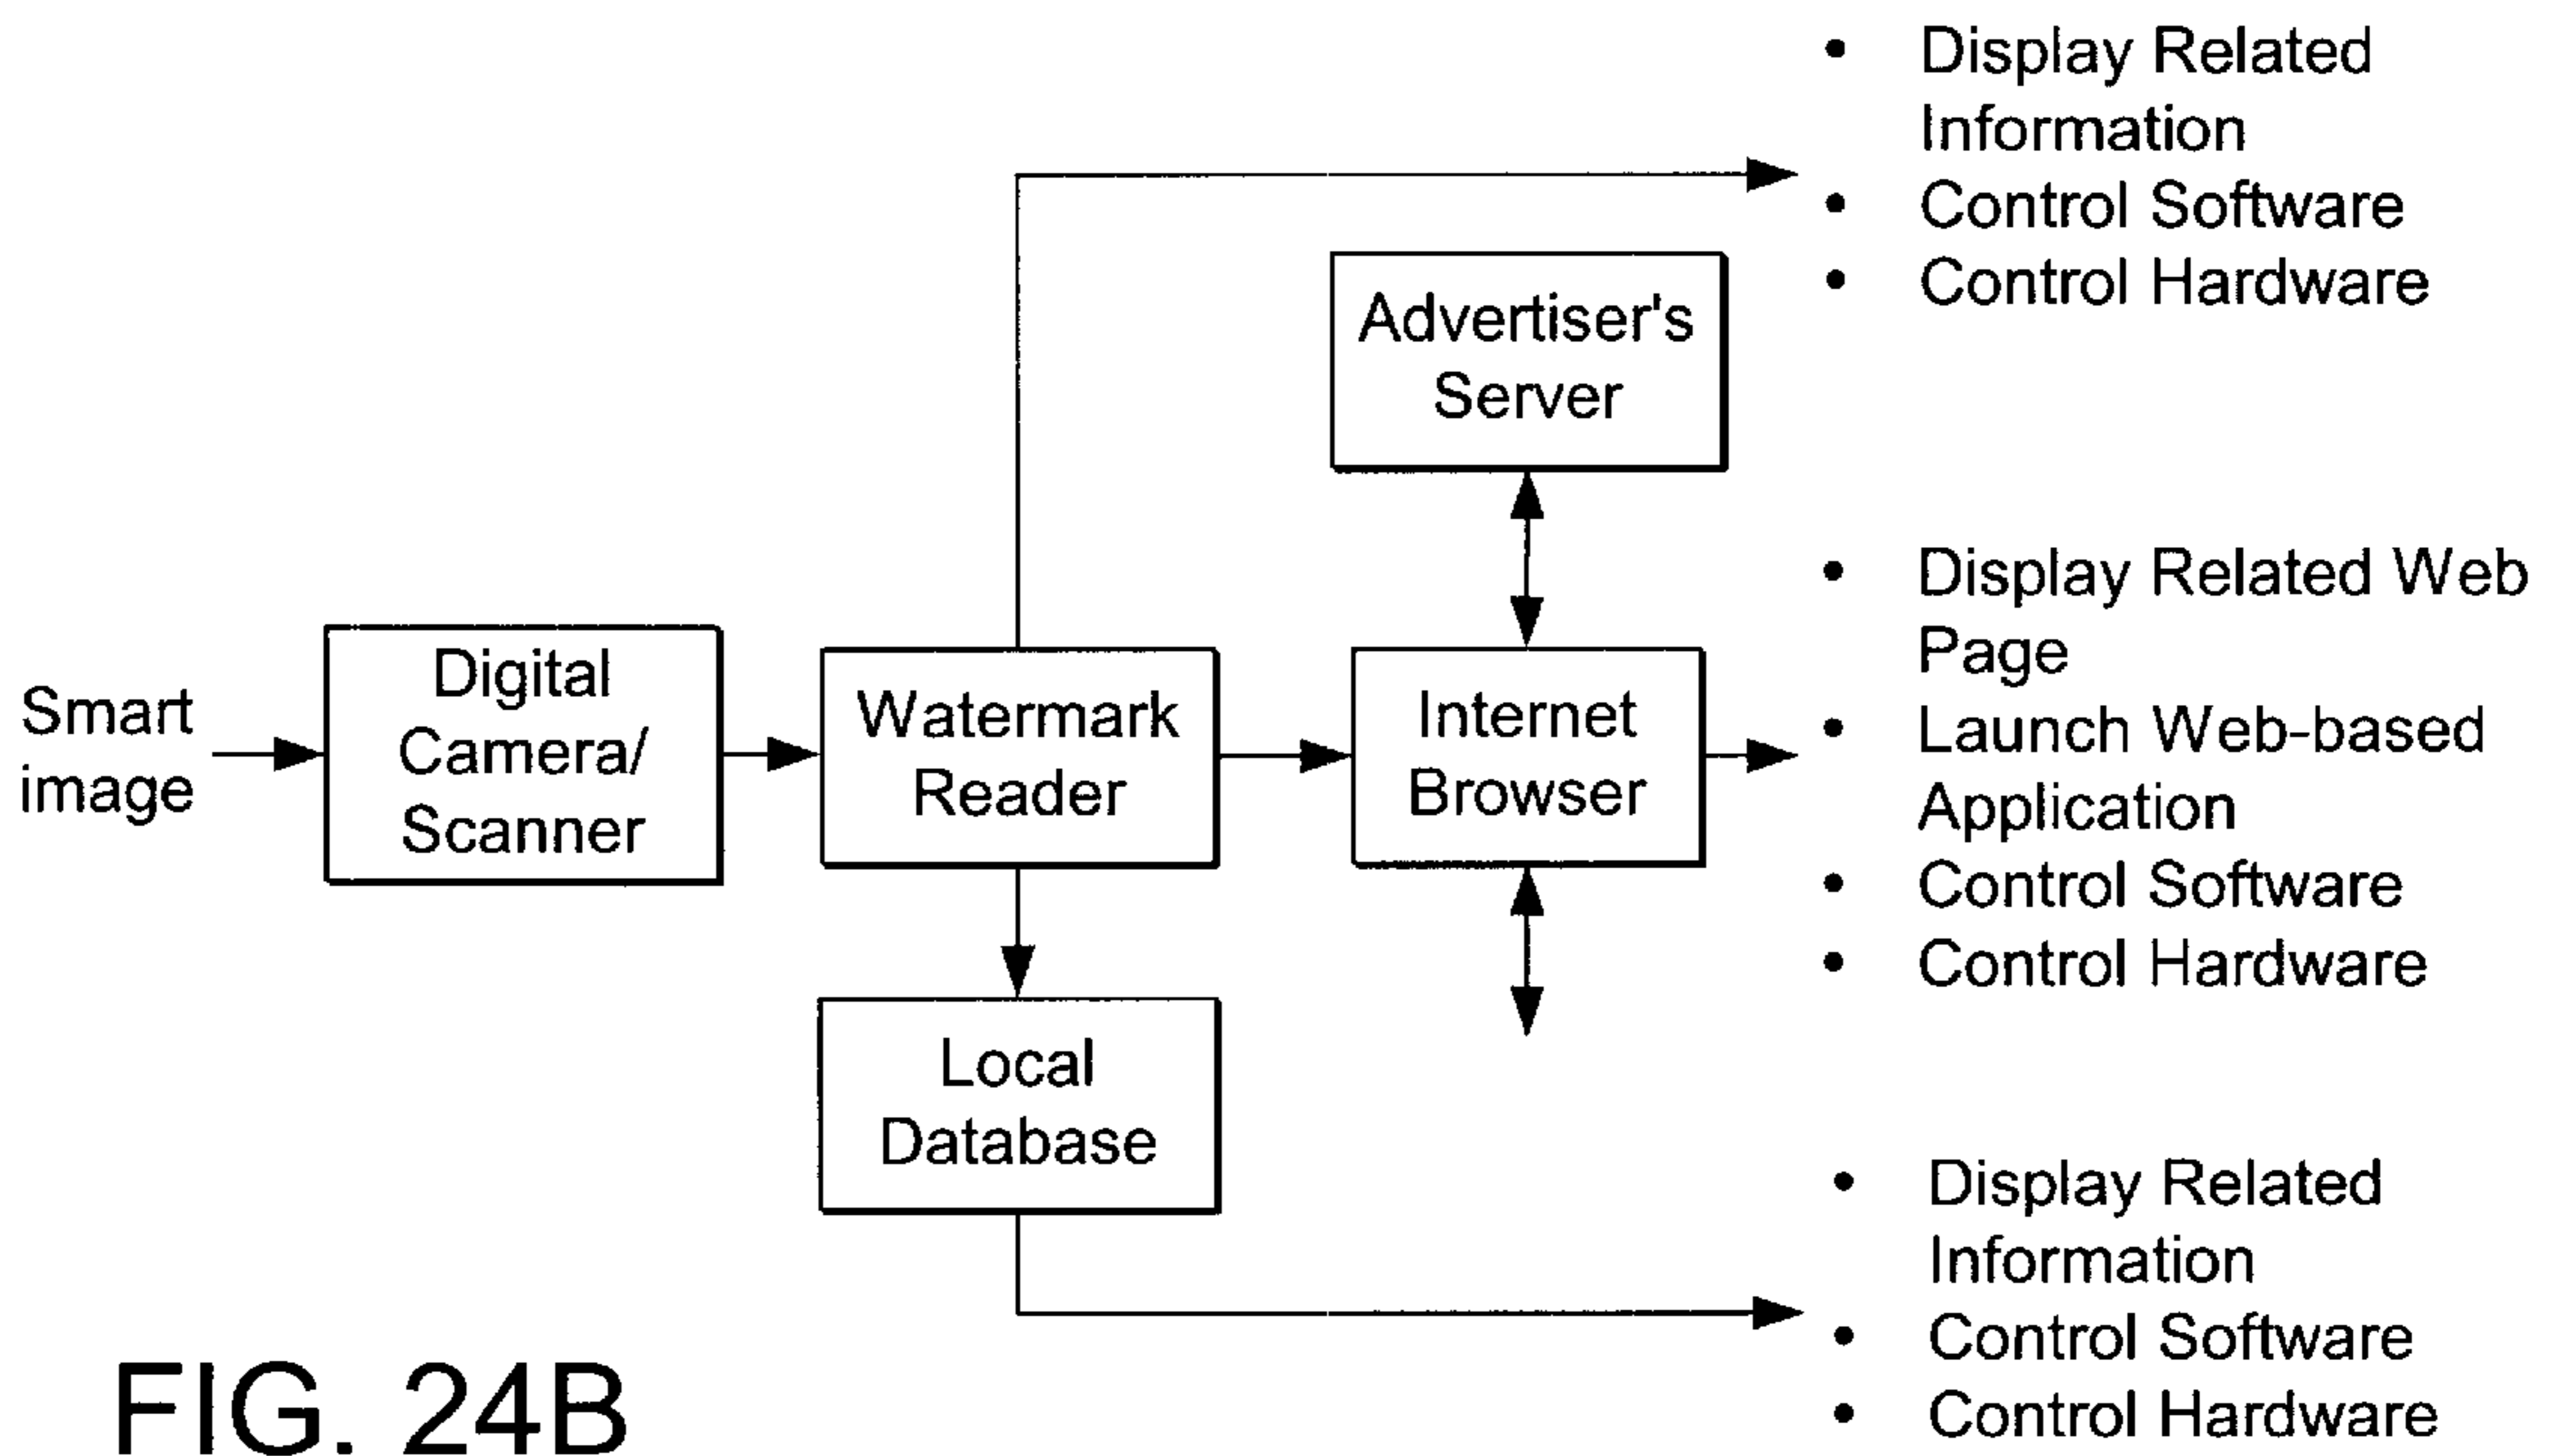 • Display Related
Information
• Control Software
• Control Hardware
Advertiser's
Server
Smart
image
Digital
Camera/
Scanner
Watermark
Reader
Internet
Browser
• Display Related Web
Page
• Launch Web-based
Application
• Control Software
• Control Hardware
Local
Database
• Display Related
Information
• Control Software
• Control Hardware
FIG. 24B